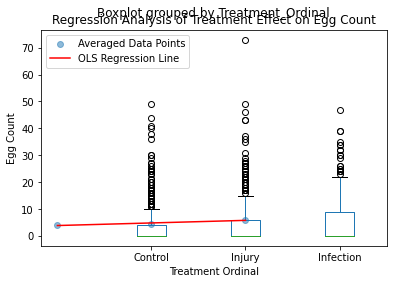 Boxplot grouped by Treatment_Ordinal
Regression Analysis of Treatment Effect on Egg Count
Averaged Data Points
OLS Regression Line
70
60
50
40
30
20
10
0
Egg Count
Control Injury Infection
Treatment Ordinal